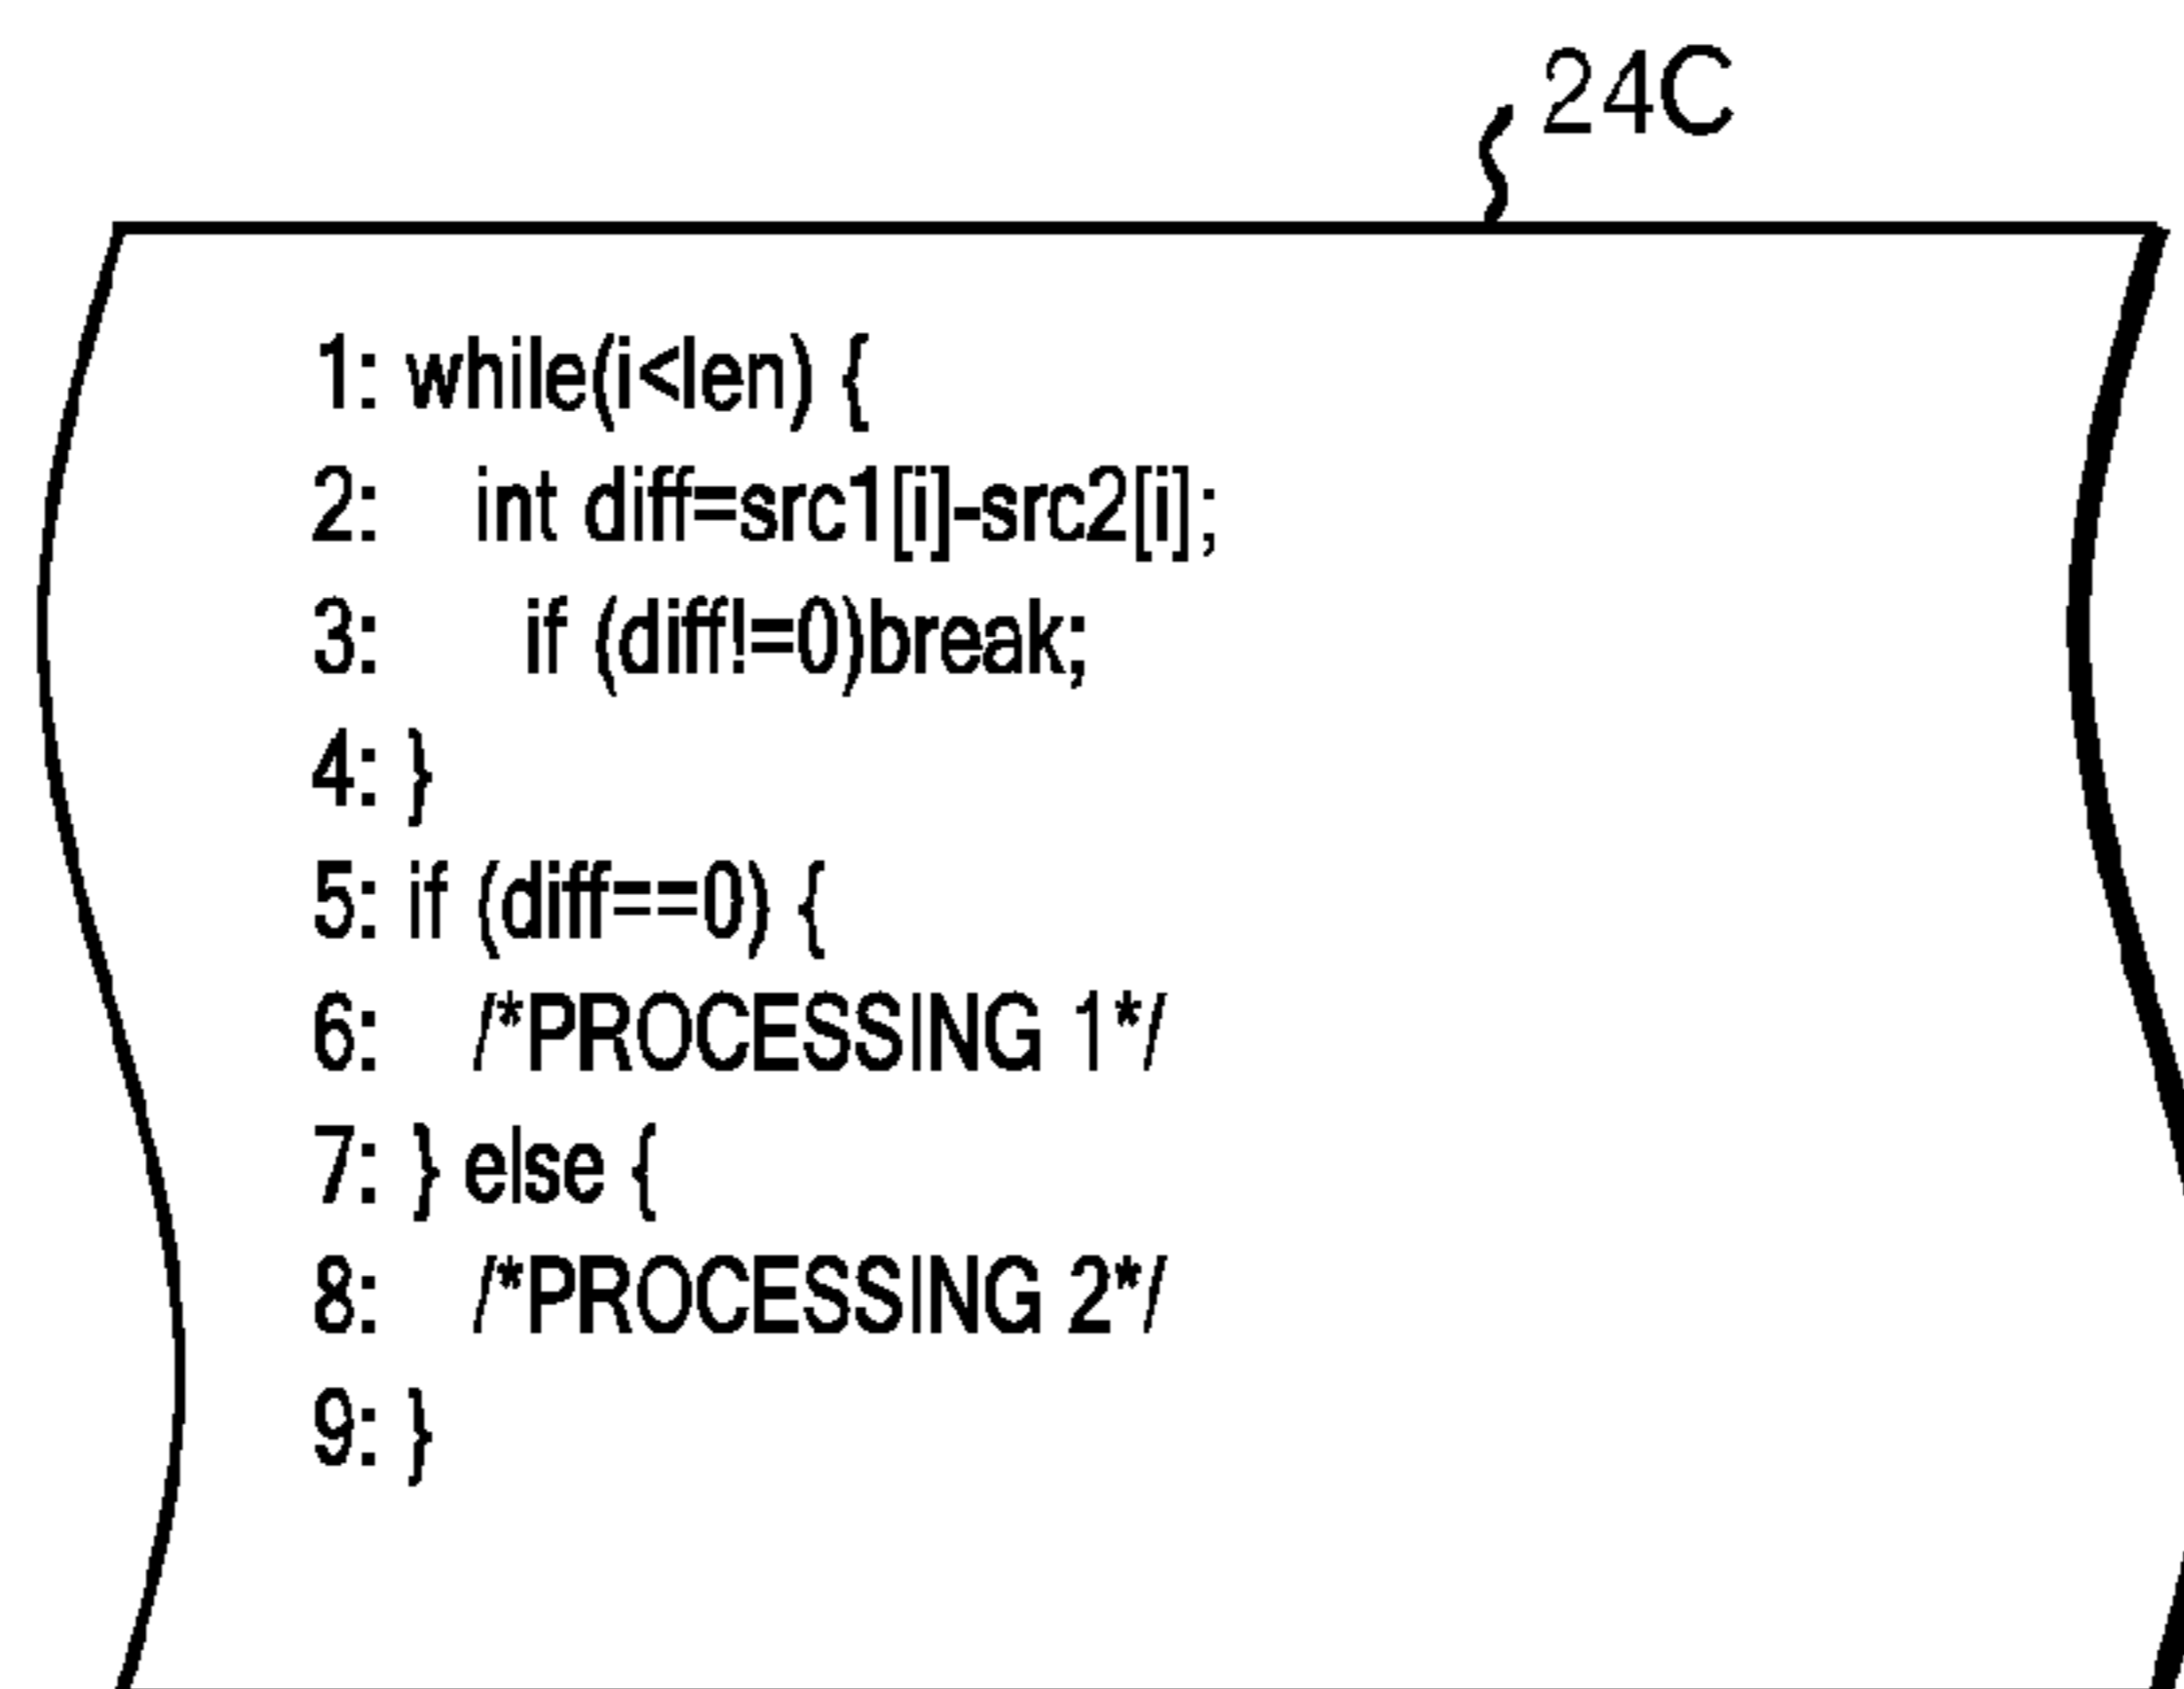 24C
1: while(i<len) {
2: int diff=src1[i]-src2[i];
3: if (diff!=0)break;
4: }
5: if (diff==0) {
6: /*PROCESSING 1*/
7: } else {
8: /*PROCESSING 2*/
9: }